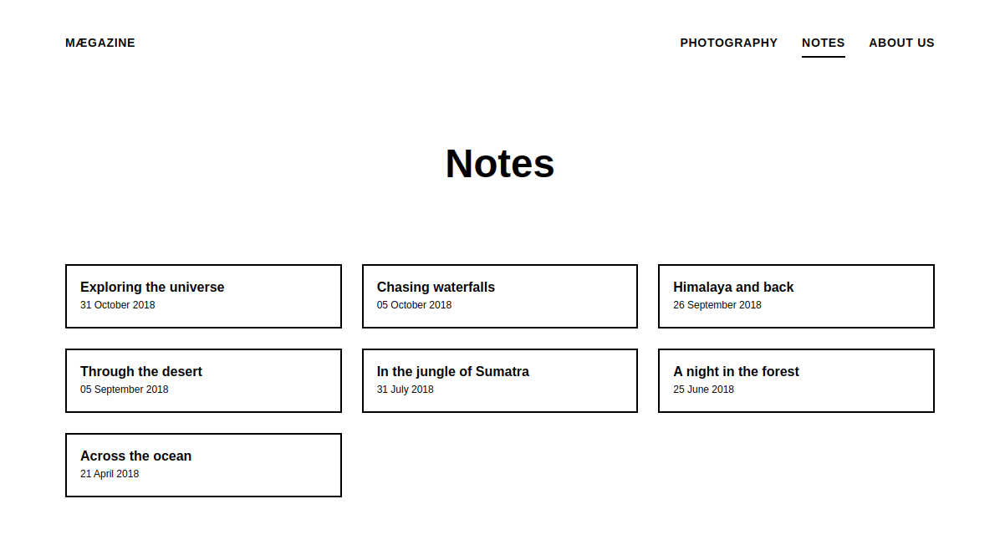 MÆGAZINE
PHOTOGRAPHY NOTES ABOUT US
Notes
Exploring the universe
31 October 2018
Chasing waterfalls
05 October 2018
Himalaya and back
26 September 2018
Through the desert
05 September 2018
In the jungle of Sumatra
31 July 2018
A night in the forest
25 June 2018
Across the ocean
21 April 2018